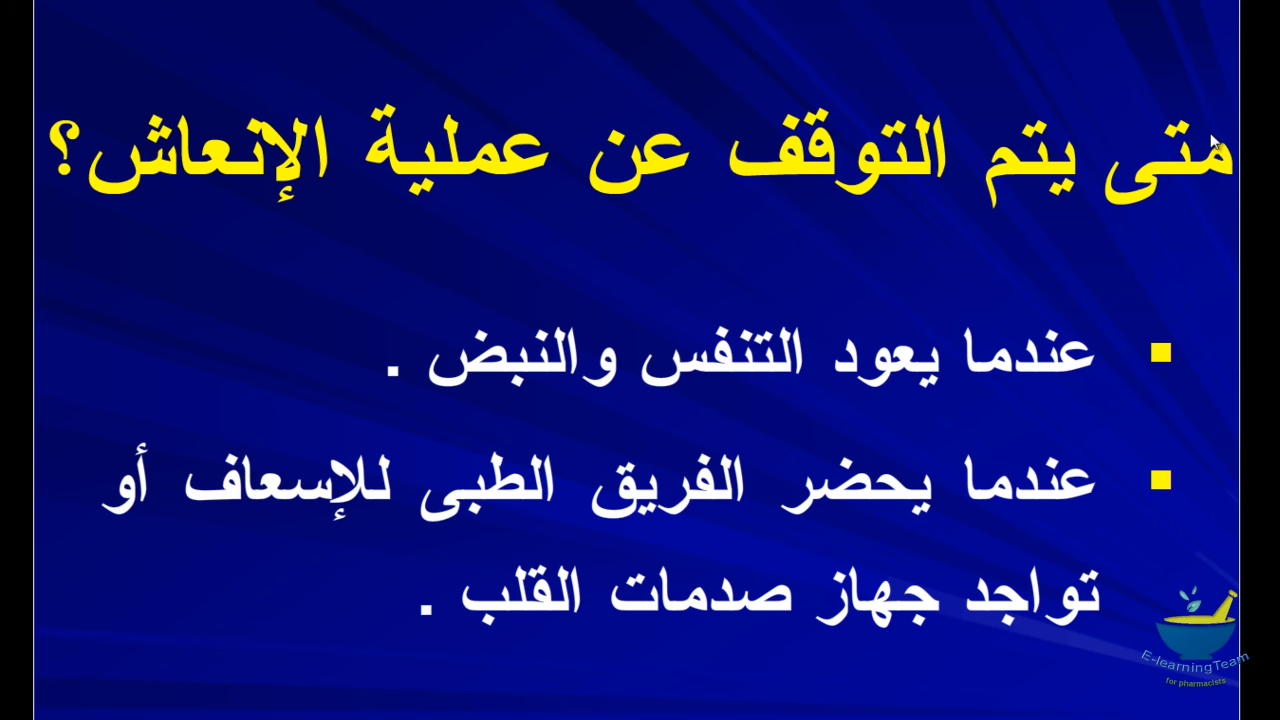 متى يتم التوقف عن عملية الإنعاش؟
عندما يعود التنفس والنبض .
عندما يحضر الفريق الطبى للإسعاف أو
تواجد جهاز صدمات القلب .
E-learningTeam
for pharmacists